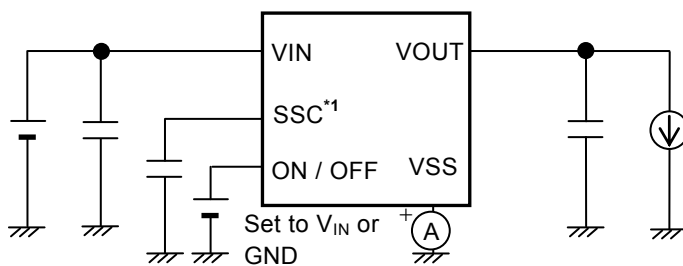 VIN VOUT
SSC*1
ON / OFF VSS
Set to VIN or + A
GND